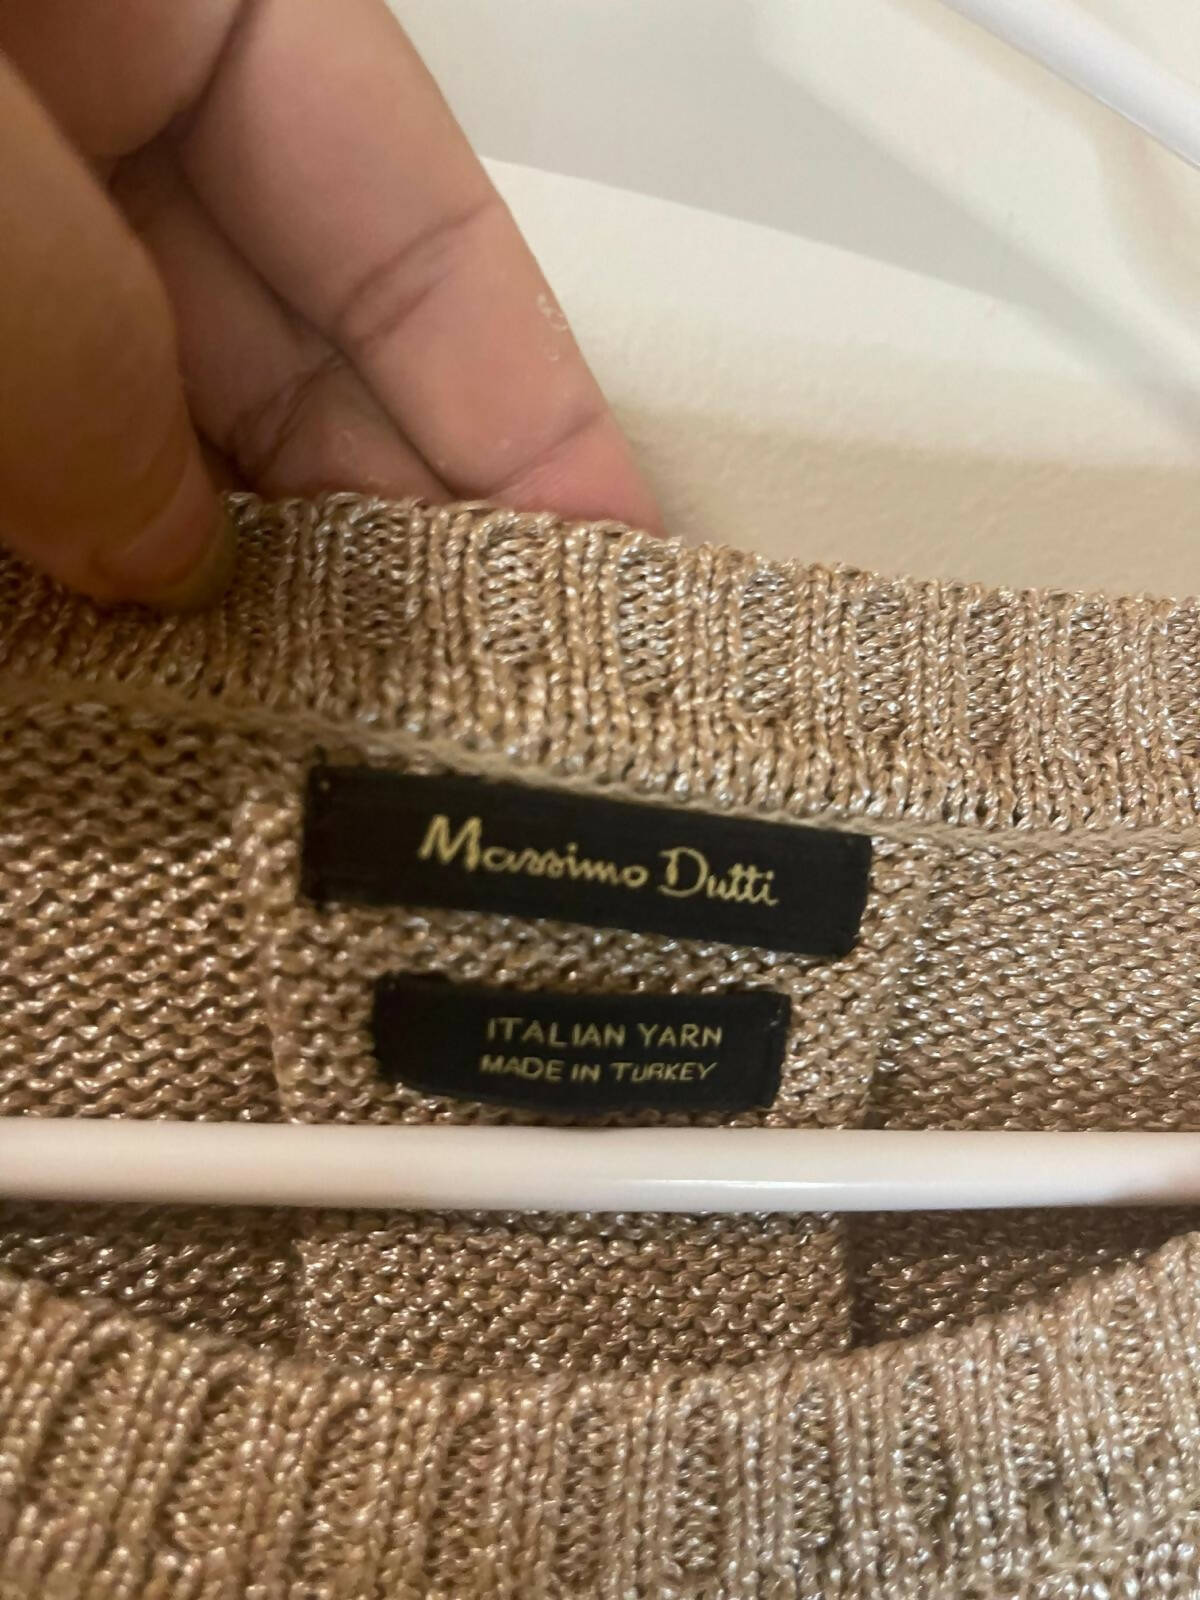 Massimo Dutti
ITALIAN YARN
MADE IN TURKEY